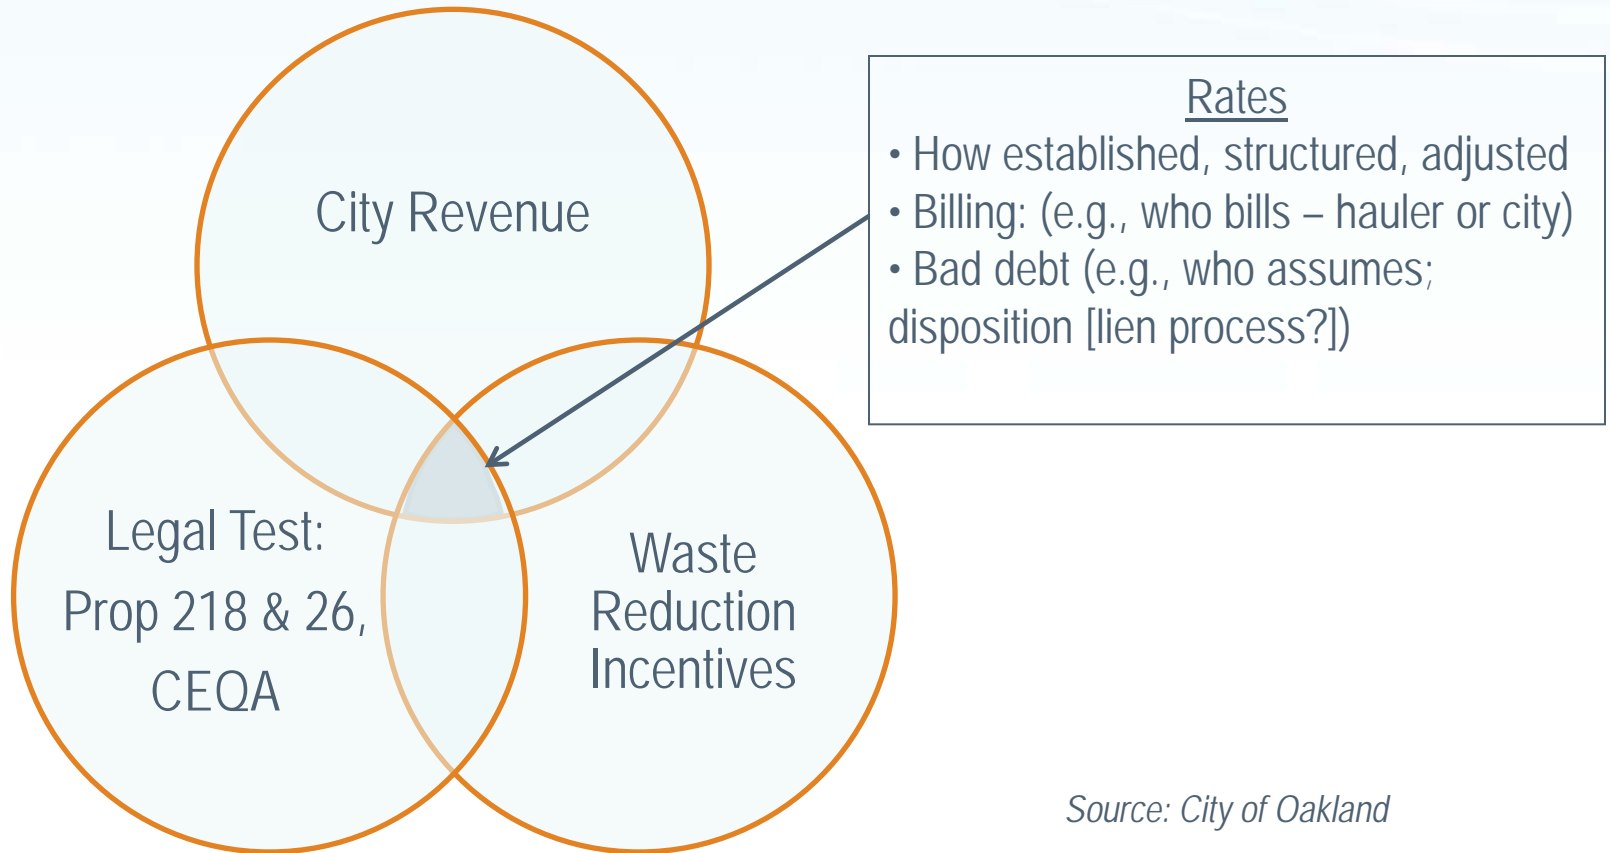 City Revenue
Legal Test:
Prop 218 & 26,
CEQA
Waste
Reduction
Incentives
Rates
• How established, structured, adjusted
• Billing: (e.g., who bills – hauler or city)
• Bad debt (e.g., who assumes;
disposition [lien process?])
Source: City of Oakland